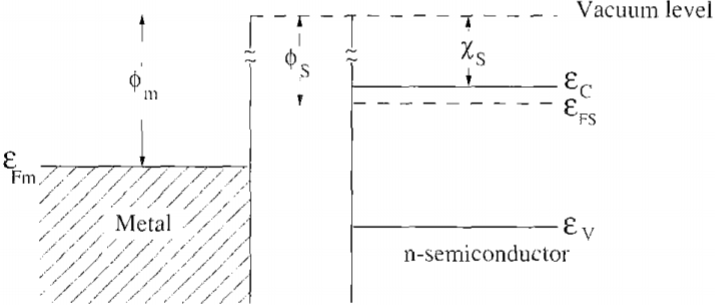 Vacuum level
ϕm
ϕS
χS
εC
εFS
εFm
Metal
εV
n-semiconductor